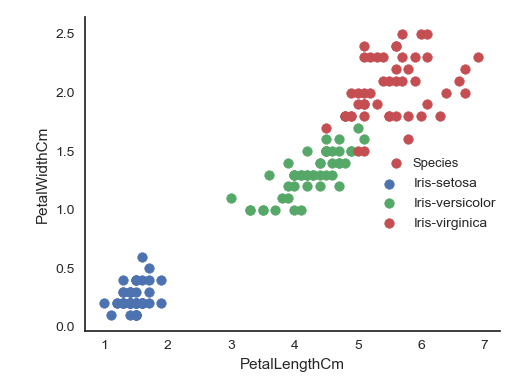 2.5
2.0
1.5
1.0
0.5
0.0
PetalWidthCm
Species
Iris-setosa
Iris-versicolor
Iris-virginica
1 2 3 4 5 6 7
PetalLengthCm